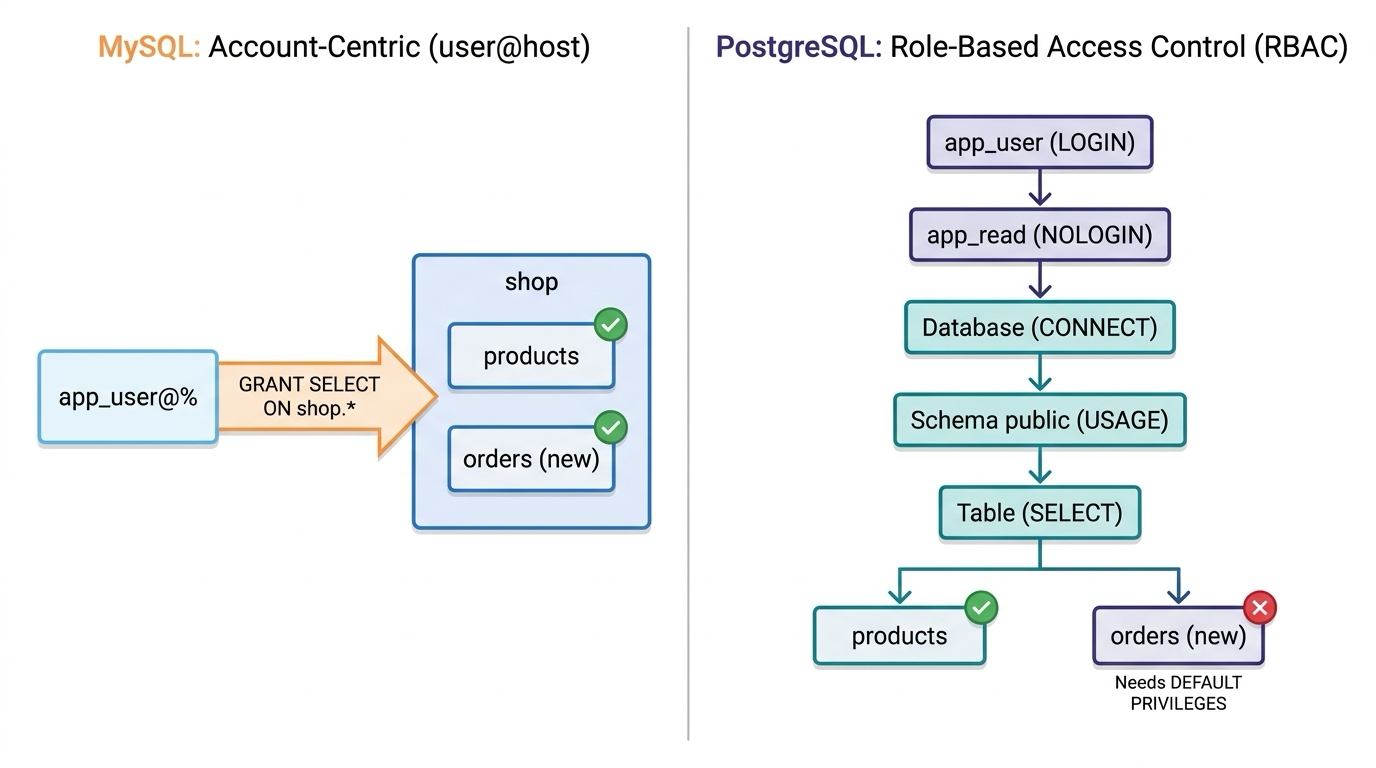 MySQL: Account-Centric (user@host)
app_user@%
GRANT SELECT
ON shop.*
shop
products
orders (new)
PostgreSQL: Role-Based Access Control (RBAC)
app_user (LOGIN)
app_read (NOLOGIN)
Database (CONNECT)
Schema public (USAGE)
Table (SELECT)
products
orders (new)
Needs DEFAULT
PRIVILEGES